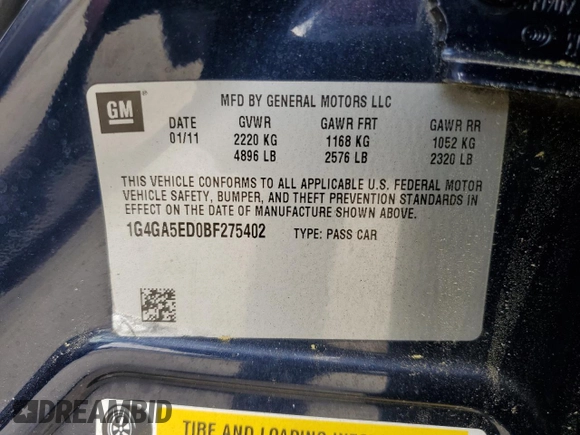 GM
MFD BY GENERAL MOTORS LLC
DATE GVWR GAWR FRT GAWR RR
01/11 2220 KG 1168 KG 1052 KG
4896 LB 2576 LB 2320 LB
THIS VEHICLE CONFORMS TO ALL APPLICABLE U.S. FEDERAL MOTOR
VEHICLE SAFETY, BUMPER, AND THEFT PREVENTION STANDARDS IN
EFFECT ON THE DATE OF MANUFACTURE SHOWN ABOVE.
1G4GA5ED0BF275402 TYPE: PASS CAR
TIRE AND LOADING
DREAMBID